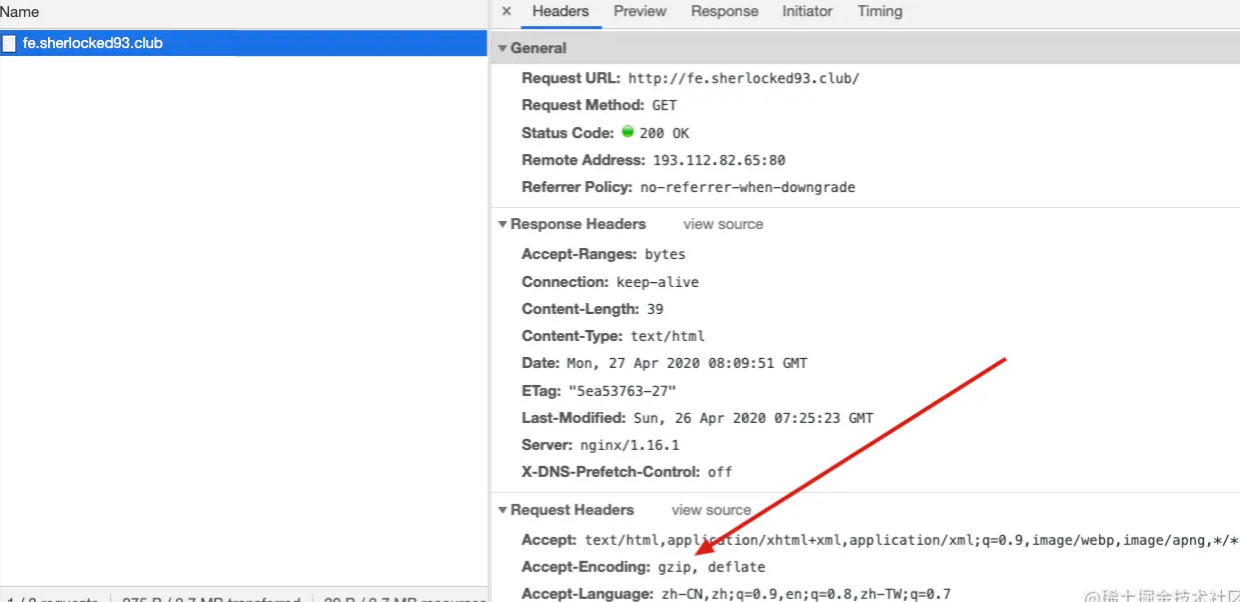 Name
fe.sherlocked93.club
× Headers Preview Response Initiator Timing
General
Request URL: http://fe.sherlocked93.club/
Request Method: GET
Status Code: 200 OK
Remote Address: 193.112.82.65:80
Referrer Policy: no-referrer-when-downgrade
Response Headers view source
Accept-Ranges: bytes
Connection: keep-alive
Content-Length: 39
Content-Type: text/html
Date: Mon, 27 Apr 2020 08:09:51 GMT
ETag: "5ea53763-27"
Last-Modified: Sun, 26 Apr 2020 07:25:23 GMT
Server: nginx/1.16.1
X-DNS-Prefetch-Control: off
Request Headers view source
Accept: text/html,application/xhtml+xml,application/xml;q=0.9,image/webp,image/apng,*/*
Accept-Encoding: gzip, deflate
Accept-Language: zh-CN,zh;q=0.9,en;q=0.8,zh-TW;q=0.7
@稀土掘金技术社区